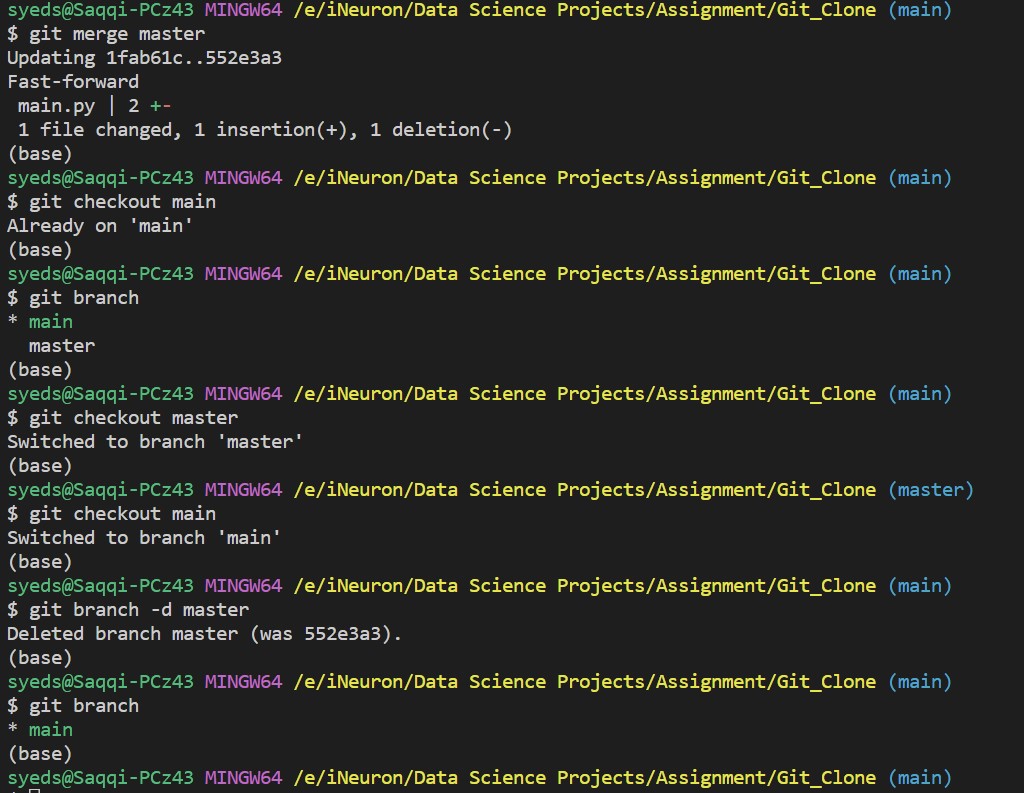 syeds@Saqqi-PCz43 MINGW64 /e/iNeuron/Data Science Projects/Assignment/Git_Clone (main)
$ git merge master
Updating 1fab61c..552e3a3
Fast-forward
 main.py | 2 +-
 1 file changed, 1 insertion(+), 1 deletion(-)
(base)
syeds@Saqqi-PCz43 MINGW64 /e/iNeuron/Data Science Projects/Assignment/Git_Clone (main)
$ git checkout main
Already on 'main'
(base)
syeds@Saqqi-PCz43 MINGW64 /e/iNeuron/Data Science Projects/Assignment/Git_Clone (main)
$ git branch
* main
  master
(base)
syeds@Saqqi-PCz43 MINGW64 /e/iNeuron/Data Science Projects/Assignment/Git_Clone (main)
$ git checkout master
Switched to branch 'master'
(base)
syeds@Saqqi-PCz43 MINGW64 /e/iNeuron/Data Science Projects/Assignment/Git_Clone (master)
$ git checkout main
Switched to branch 'main'
(base)
syeds@Saqqi-PCz43 MINGW64 /e/iNeuron/Data Science Projects/Assignment/Git_Clone (main)
$ git branch -d master
Deleted branch master (was 552e3a3).
(base)
syeds@Saqqi-PCz43 MINGW64 /e/iNeuron/Data Science Projects/Assignment/Git_Clone (main)
$ git branch
* main
(base)
syeds@Saqqi-PCz43 MINGW64 /e/iNeuron/Data Science Projects/Assignment/Git_Clone (main)